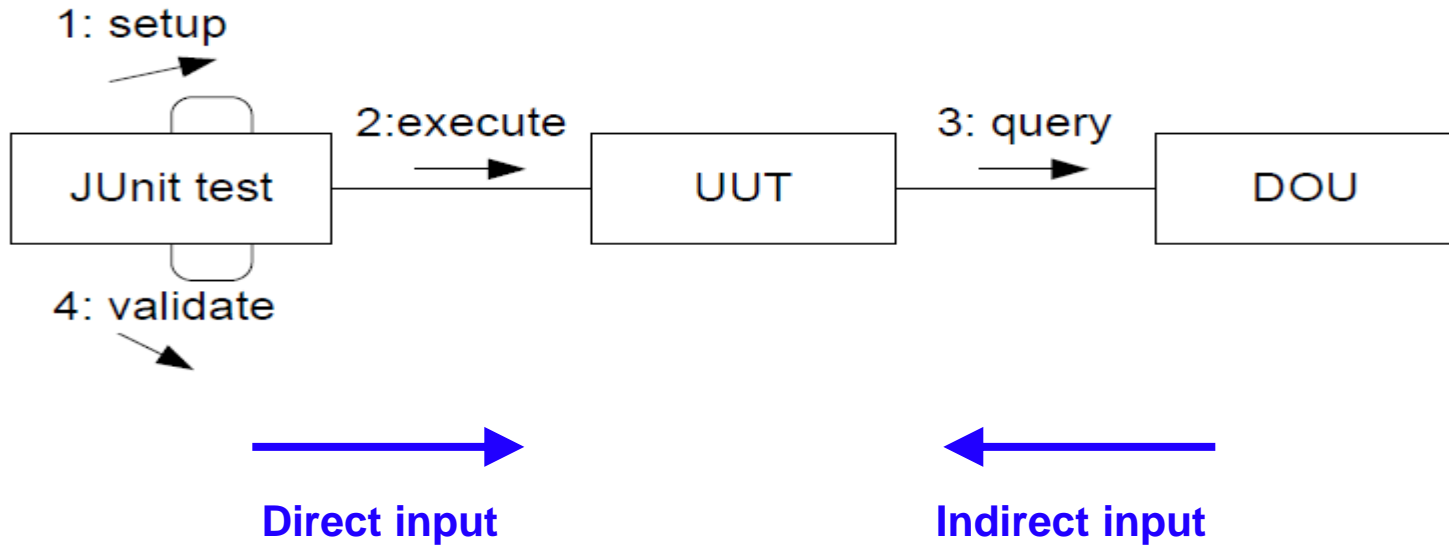 1: setup
2:execute
3: query
JUnit test
UUT
DOU
4: validate
Direct input
Indirect input